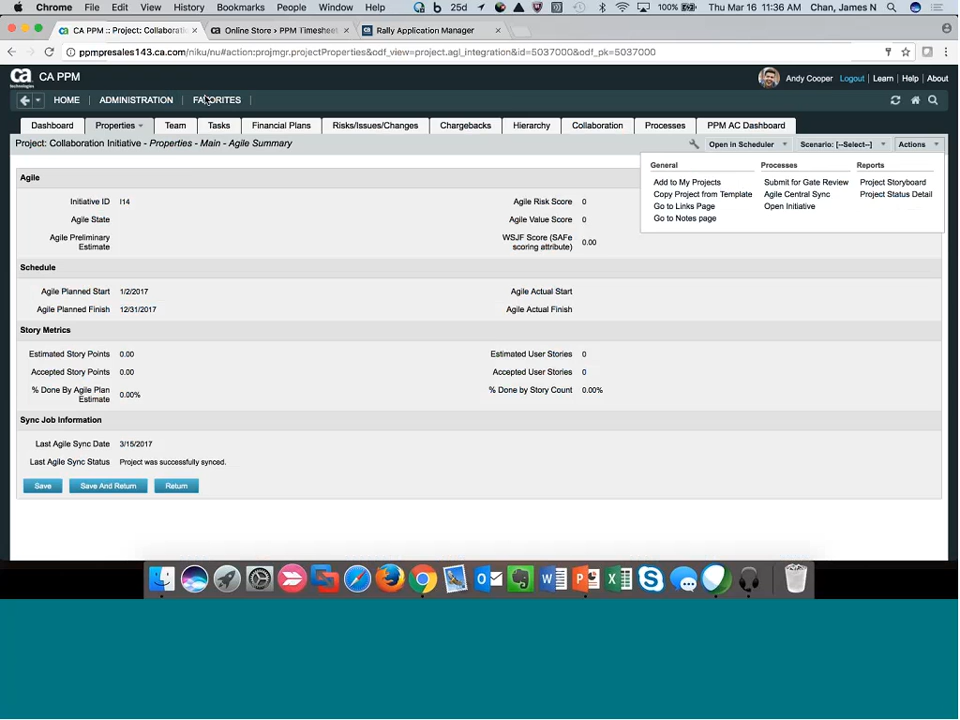 Chrome File Edit View History Bookmarks People Window Help 25d 100% Thu Mar 16 11:36 AM Chan, James N
CA PPM :: Project: Collaborati × Online Store › PPM Timesheet × Rally Application Manager ×
ppmpresales143.ca.com/niku/nu#action:projmgr.projectProperties&odf_view=project.agl_integration&id=5037000&odf_pk=5037000
ca technologies CA PPM Andy Cooper Logout | Learn | Help | About
HOME | ADMINISTRATION | FAVORITES |
Dashboard Properties Team Tasks Financial Plans Risks/Issues/Changes Chargebacks Hierarchy Collaboration Processes PPM AC Dashboard
Project: Collaboration Initiative - Properties - Main - Agile Summary Open in Scheduler Scenario: [--Select--] Actions
General Processes Reports
Add to My Projects Submit for Gate Review Project Storyboard
Copy Project from Template Agile Central Sync Project Status Detail
Go to Links Page Open Initiative
Go to Notes page
Agile
Initiative ID I14 Agile Risk Score 0
Agile State Agile Value Score 0
Agile Preliminary Estimate WSJF Score (SAFe scoring attribute) 0.00
Schedule
Agile Planned Start 1/2/2017 Agile Actual Start
Agile Planned Finish 12/31/2017 Agile Actual Finish
Story Metrics
Estimated Story Points 0.00 Estimated User Stories 0
Accepted Story Points 0.00 Accepted User Stories 0
% Done By Agile Plan Estimate 0.00% % Done by Story Count 0.00%
Sync Job Information
Last Agile Sync Date 3/15/2017
Last Agile Sync Status Project was successfully synced.
Save Save And Return Return